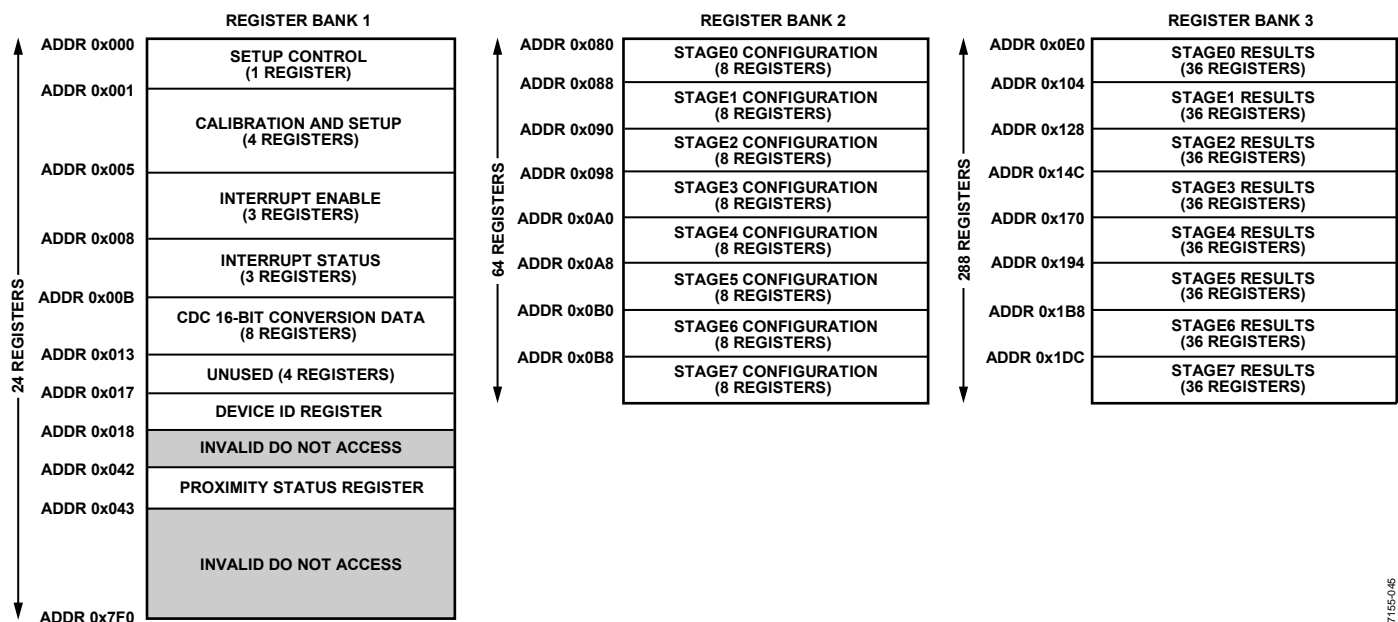 REGISTER BANK 1
ADDR 0x000
SETUP CONTROL
(1 REGISTER)
ADDR 0x001
CALIBRATION AND SETUP
(4 REGISTERS)
ADDR 0x005
INTERRUPT ENABLE
(3 REGISTERS)
ADDR 0x008
INTERRUPT STATUS
(3 REGISTERS)
ADDR 0x00B
CDC 16-BIT CONVERSION DATA
(8 REGISTERS)
ADDR 0x013
UNUSED (4 REGISTERS)
ADDR 0x017
DEVICE ID REGISTER
ADDR 0x018
INVALID DO NOT ACCESS
ADDR 0x042
PROXIMITY STATUS REGISTER
ADDR 0x043
INVALID DO NOT ACCESS
ADDR 0x7F0
24 REGISTERS
REGISTER BANK 2
ADDR 0x080
STAGE0 CONFIGURATION
(8 REGISTERS)
ADDR 0x088
STAGE1 CONFIGURATION
(8 REGISTERS)
ADDR 0x090
STAGE2 CONFIGURATION
(8 REGISTERS)
ADDR 0x098
STAGE3 CONFIGURATION
(8 REGISTERS)
ADDR 0x0A0
STAGE4 CONFIGURATION
(8 REGISTERS)
ADDR 0x0A8
STAGE5 CONFIGURATION
(8 REGISTERS)
ADDR 0x0B0
STAGE6 CONFIGURATION
(8 REGISTERS)
ADDR 0x0B8
STAGE7 CONFIGURATION
(8 REGISTERS)
64 REGISTERS
REGISTER BANK 3
ADDR 0x0E0
STAGE0 RESULTS
(36 REGISTERS)
ADDR 0x104
STAGE1 RESULTS
(36 REGISTERS)
ADDR 0x128
STAGE2 RESULTS
(36 REGISTERS)
ADDR 0x14C
STAGE3 RESULTS
(36 REGISTERS)
ADDR 0x170
STAGE4 RESULTS
(36 REGISTERS)
ADDR 0x194
STAGE5 RESULTS
(36 REGISTERS)
ADDR 0x1B8
STAGE6 RESULTS
(36 REGISTERS)
ADDR 0x1DC
STAGE7 RESULTS
(36 REGISTERS)
288 REGISTERS
7155-045